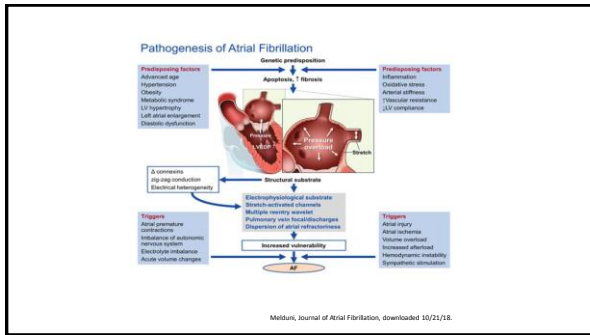 Pathogenesis of Atrial Fibrillation
Genetic predisposition
Predisposing factors
Advanced age
Hypertension
Obesity
Metabolic syndrome
LV hypertrophy
Left atrial enlargement
Diastolic dysfunction
Apoptosis, ↑ fibrosis
Predisposing factors
Inflammation
Oxidative stress
Arterial stiffness
↑Vascular resistance
↓LV compliance
Pressure
LVEDP
Pressure
overload
Stretch
Δ connexins
zig-zag conduction
Electrical heterogeneity
Structural substrate
Electrophysiological substrate
Stretch-activated channels
Multiple reentry wavelet
Pulmonary vein focal/discharges
Dispersion of atrial refractoriness
Triggers
Atrial premature
contractions
Imbalance of autonomic
nervous system
Electrolyte imbalance
Acute volume changes
Increased vulnerability
AF
Triggers
Atrial injury
Atrial ischemia
Volume overload
Increased afterload
Hemodynamic instability
Sympathetic stimulation
Melduni, Journal of Atrial Fibrillation, downloaded 10/21/18.